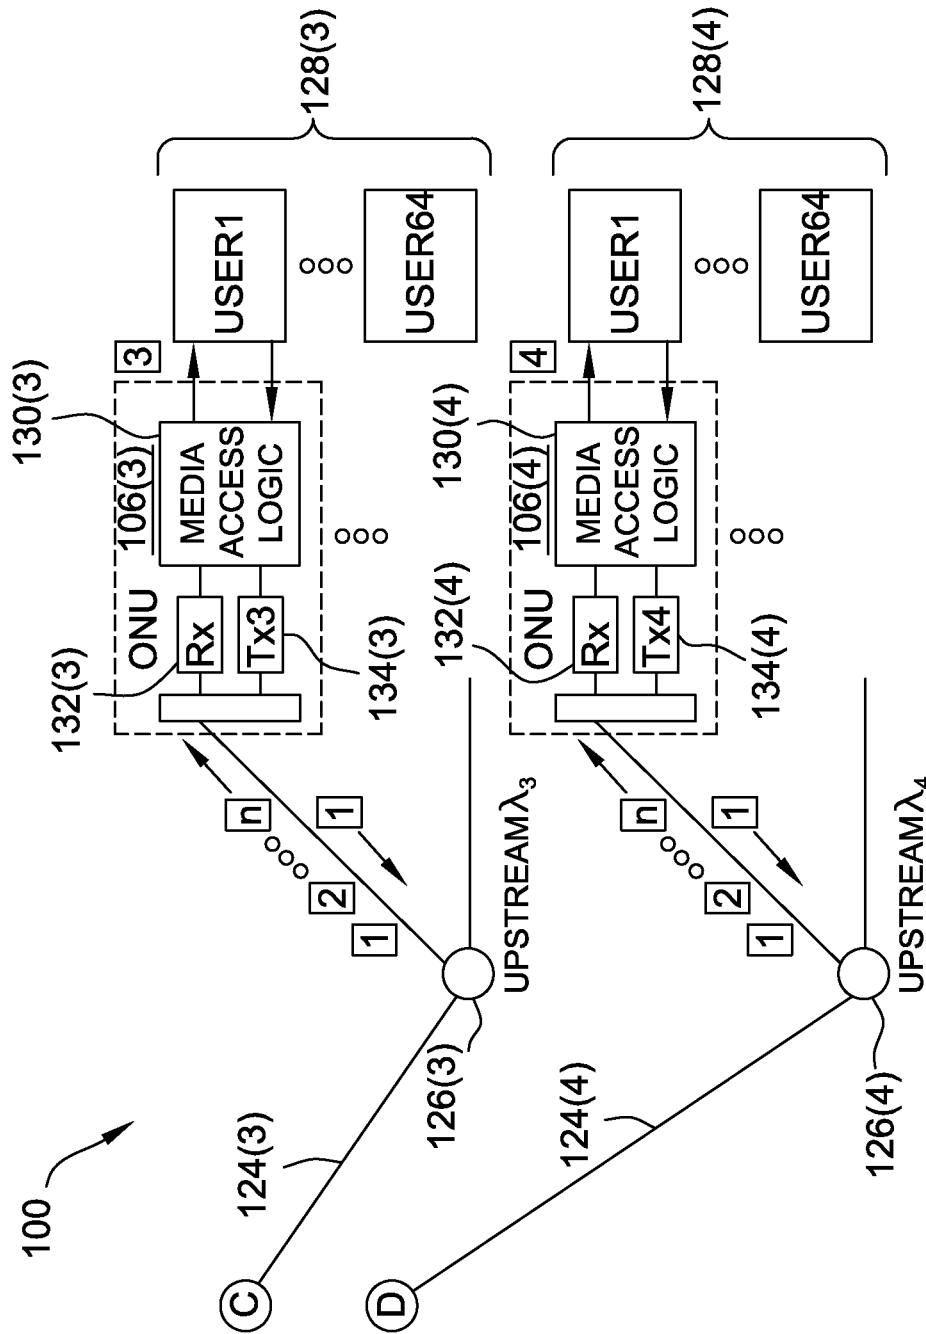 100
C
124(3)
126(3)
UPSTREAMλ3
1
2
n
1
132(3)
ONU
106(3)
130(3)
Rx
Tx3
134(3)
MEDIA
ACCESS
LOGIC
3
USER1
USER64
128(3)
D
124(4)
126(4)
UPSTREAMλ4
1
2
n
1
132(4)
ONU
106(4)
130(4)
Rx
Tx4
134(4)
MEDIA
ACCESS
LOGIC
4
USER1
USER64
128(4)